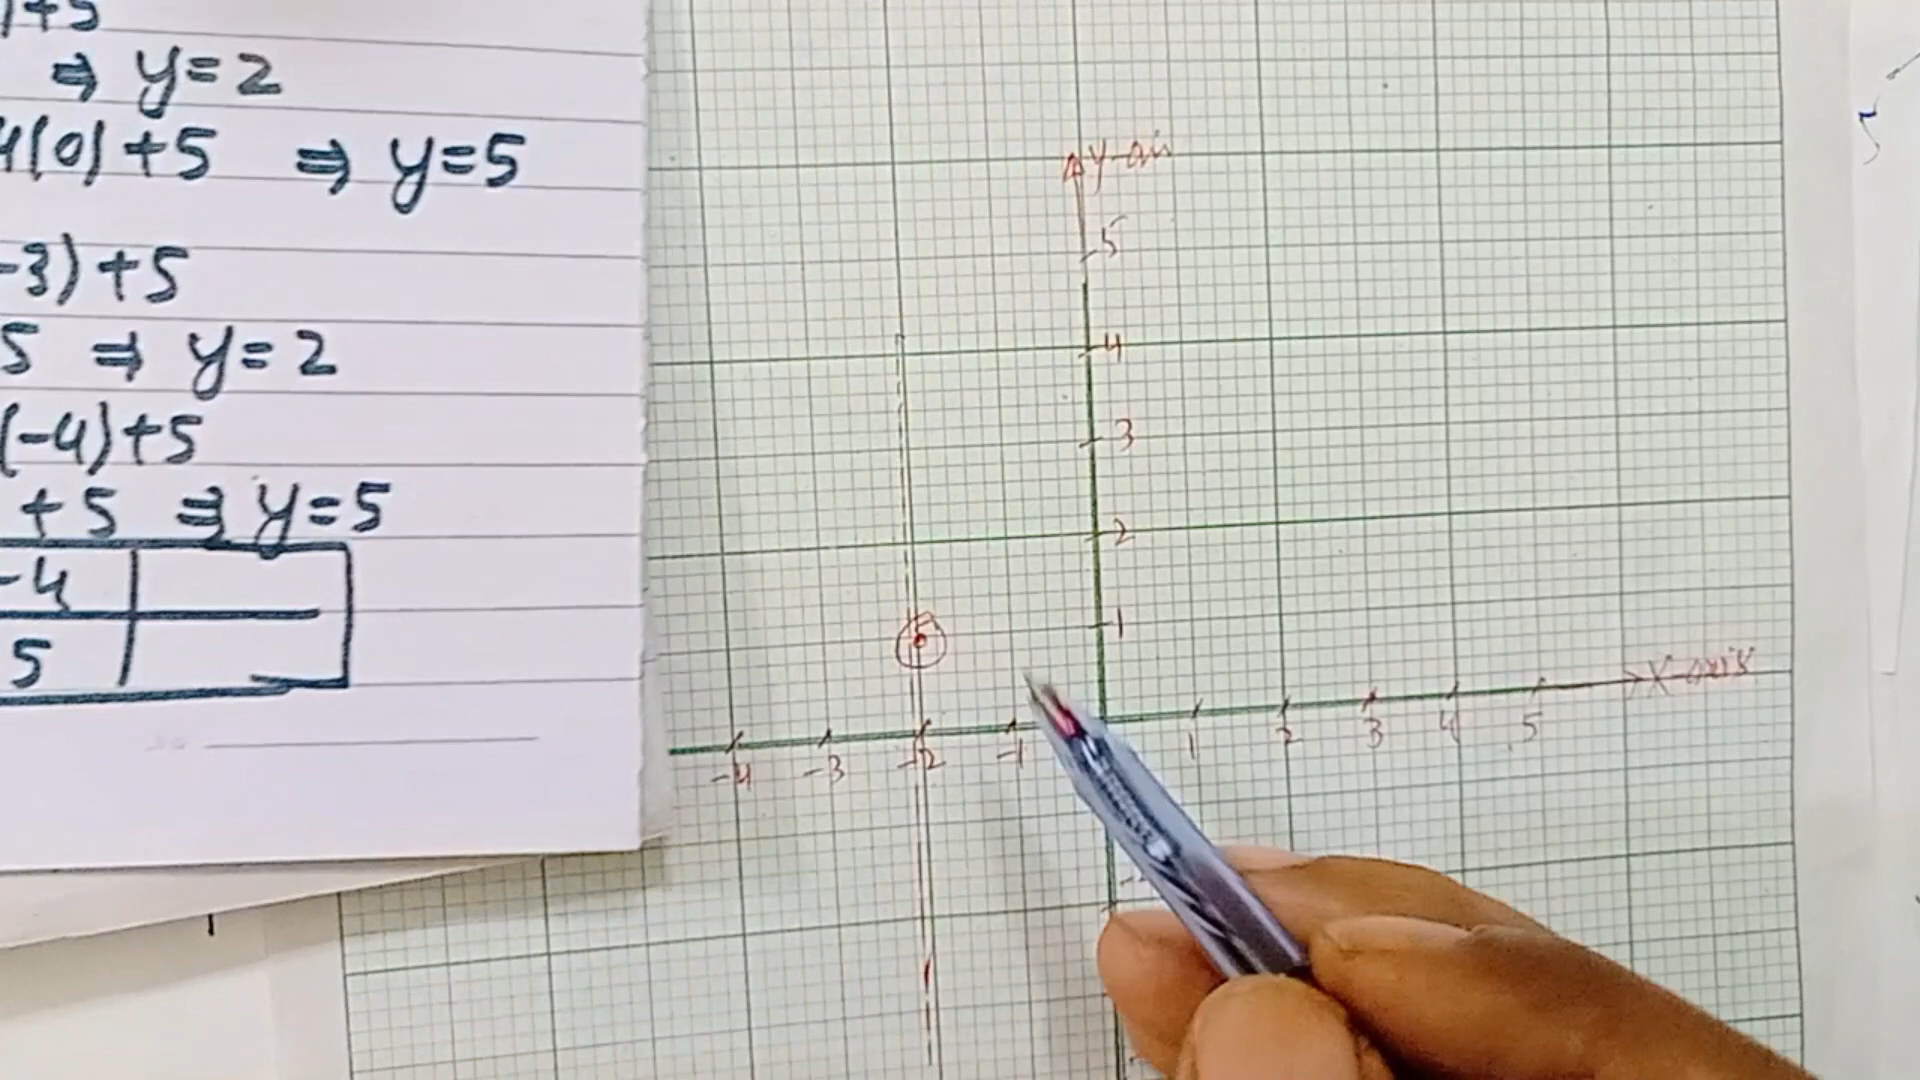 )+5
⇒ y=2
4(0)+5 ⇒ y=5
-3)+5
5 ⇒ y=2
(-4)+5
+5 ⇒ y=5
-4
5
Y-axis
5
4
3
2
1
-4 -3 -2 -1 1 2 3 4 5 X-axis